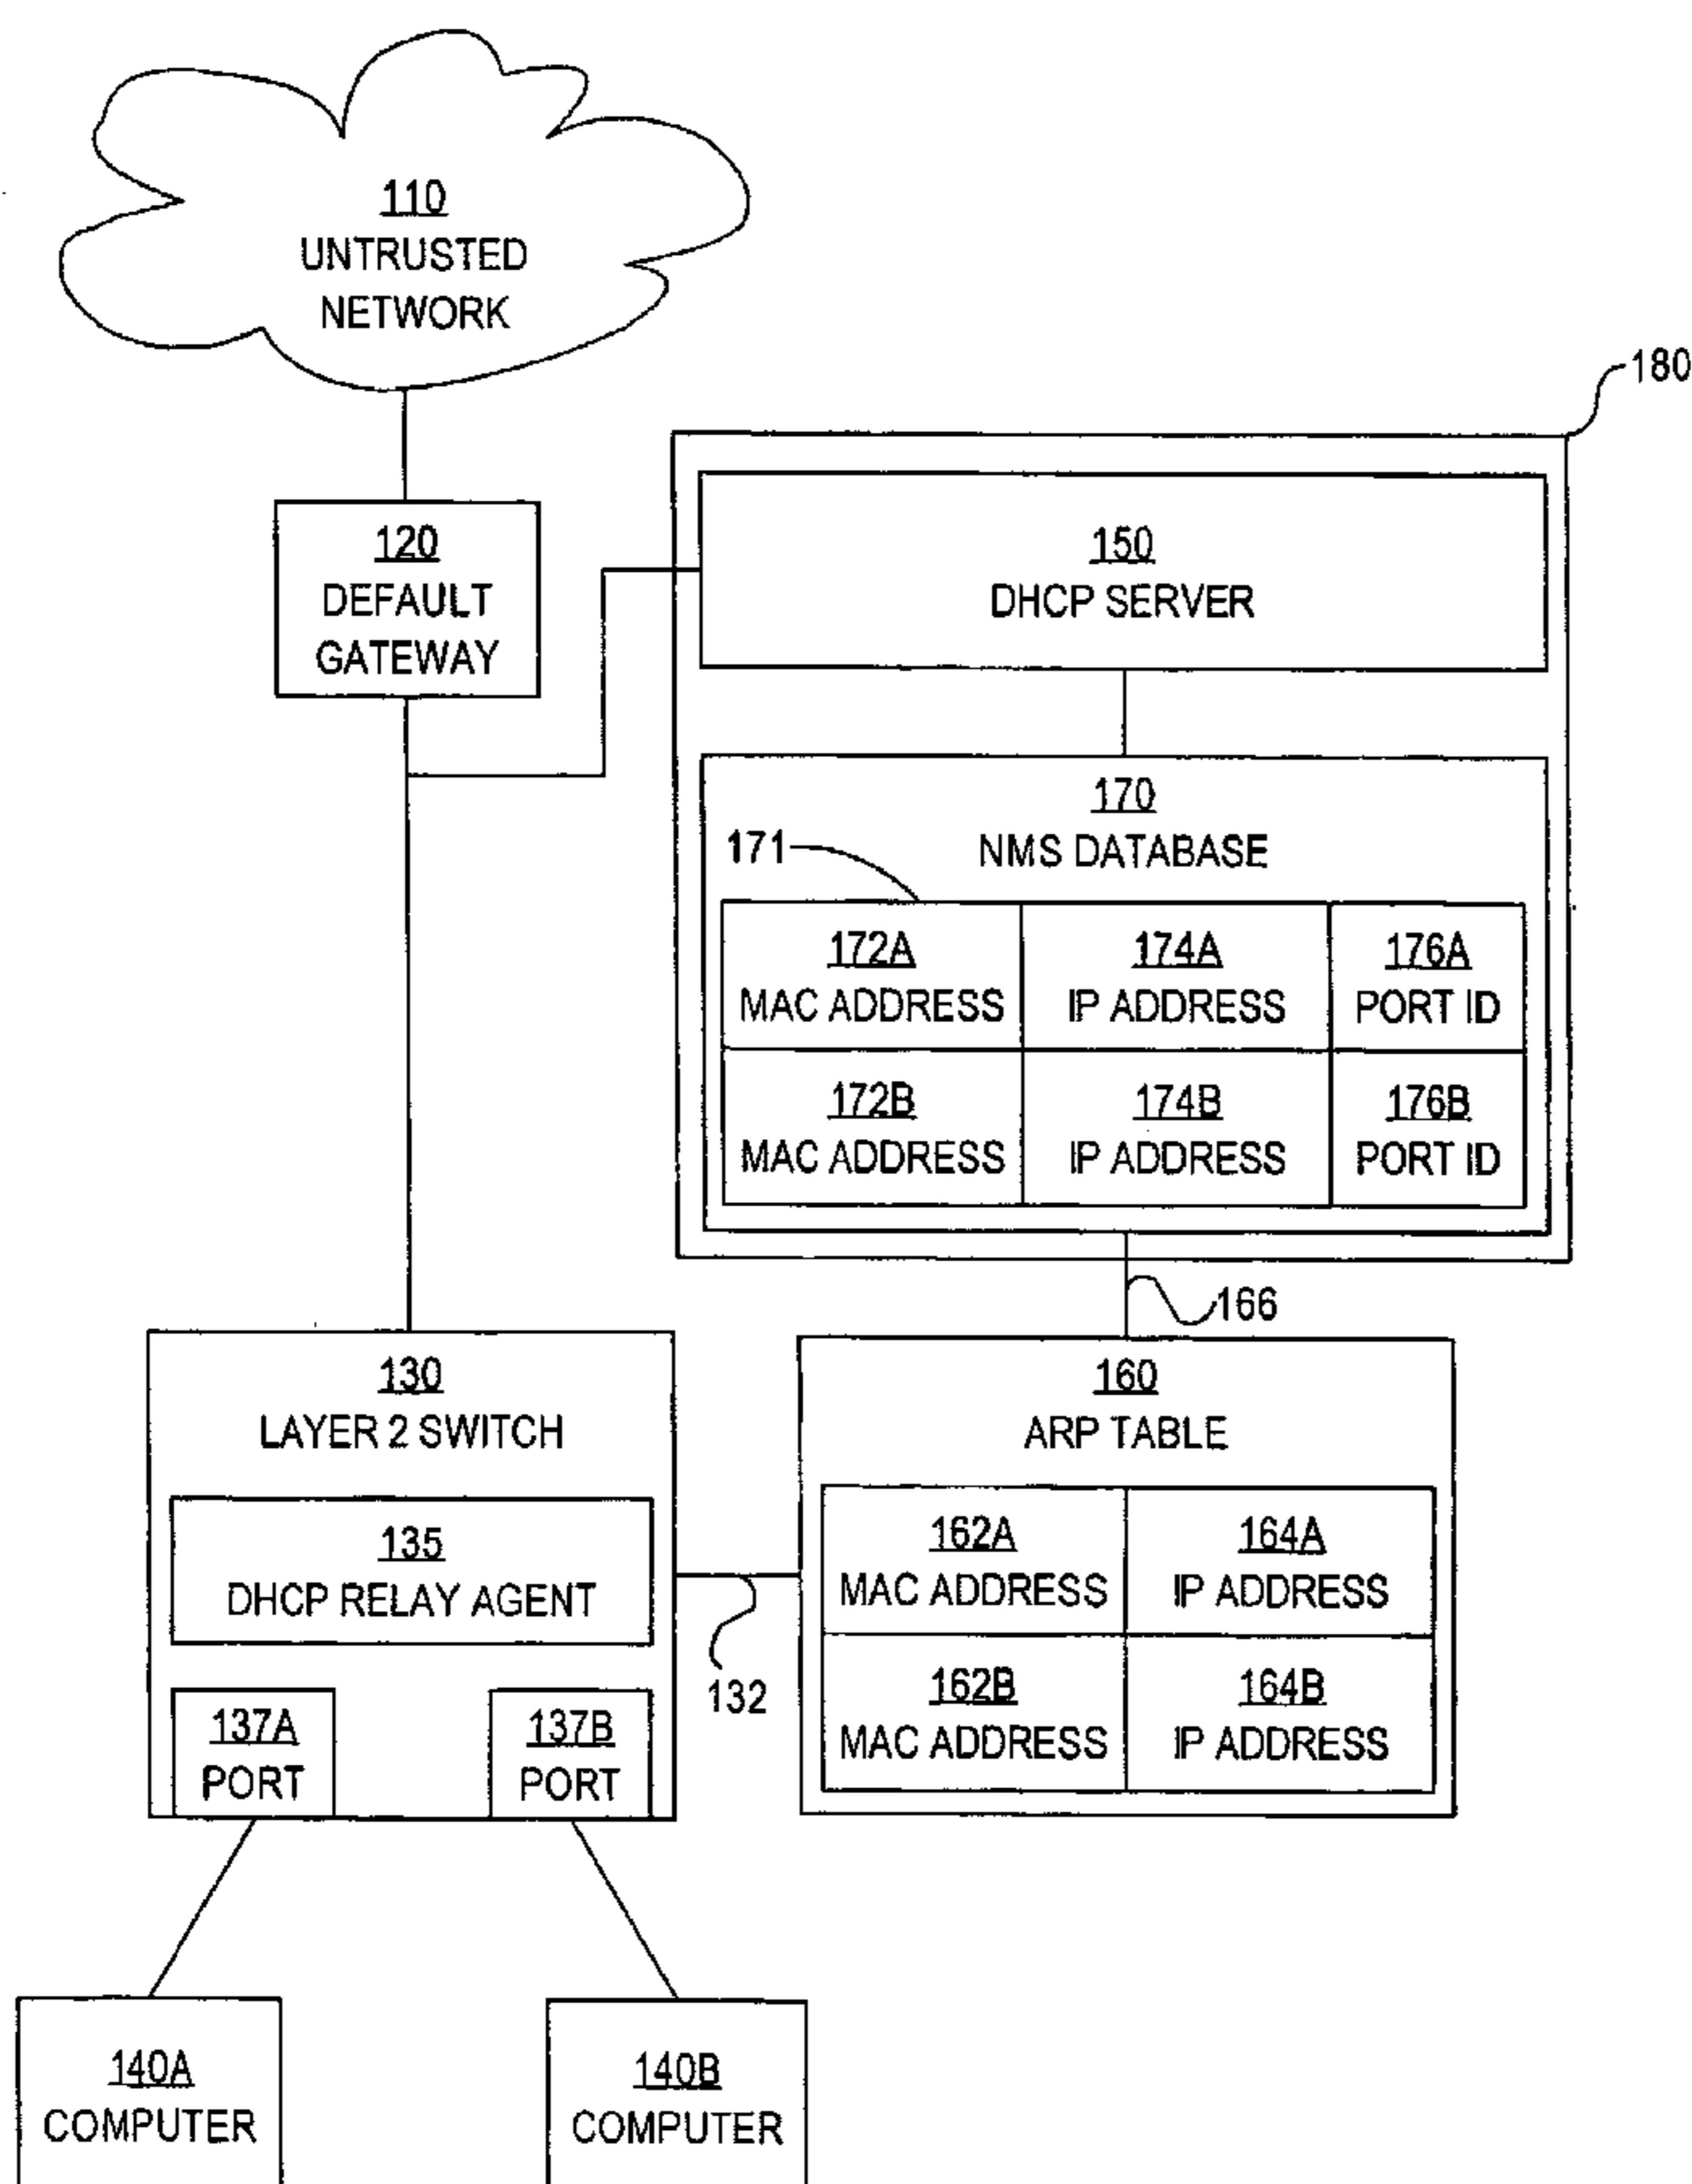 110
UNTRUSTED
NETWORK
180
120
DEFAULT
GATEWAY
150
DHCP SERVER
170
NMS DATABASE
171
172A
MAC ADDRESS
174A
IP ADDRESS
176A
PORT ID
172B
MAC ADDRESS
174B
IP ADDRESS
176B
PORT ID
166
130
LAYER 2 SWITCH
135
DHCP RELAY AGENT
137A
PORT
137B
PORT
132
160
ARP TABLE
162A
MAC ADDRESS
164A
IP ADDRESS
162B
MAC ADDRESS
164B
IP ADDRESS
140A
COMPUTER
140B
COMPUTER